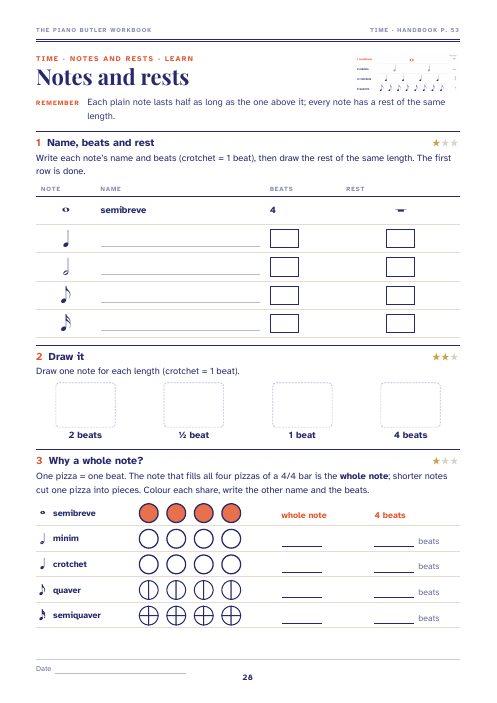 THE PIANO BUTLER WORKBOOK
TIME · HANDBOOK P. 53
TIME · NOTES AND RESTS · LEARN
Notes and rests
REMEMBER Each plain note lasts half as long as the one above it; every note has a rest of the same
length.
1 Name, beats and rest
Write each note's name and beats (crotchet = 1 beat), then draw the rest of the same length. The first
row is done.
NOTE NAME BEATS REST
semibreve 4
2 Draw it
Draw one note for each length (crotchet = 1 beat).
2 beats ½ beat 1 beat 4 beats
3 Why a whole note?
One pizza = one beat. The note that fills all four pizzas of a 4/4 bar is the whole note; shorter notes
cut one pizza into pieces. Colour each share, write the other name and the beats.
semibreve whole note 4 beats
minim beats
crotchet beats
quaver beats
semiquaver beats
Date
28